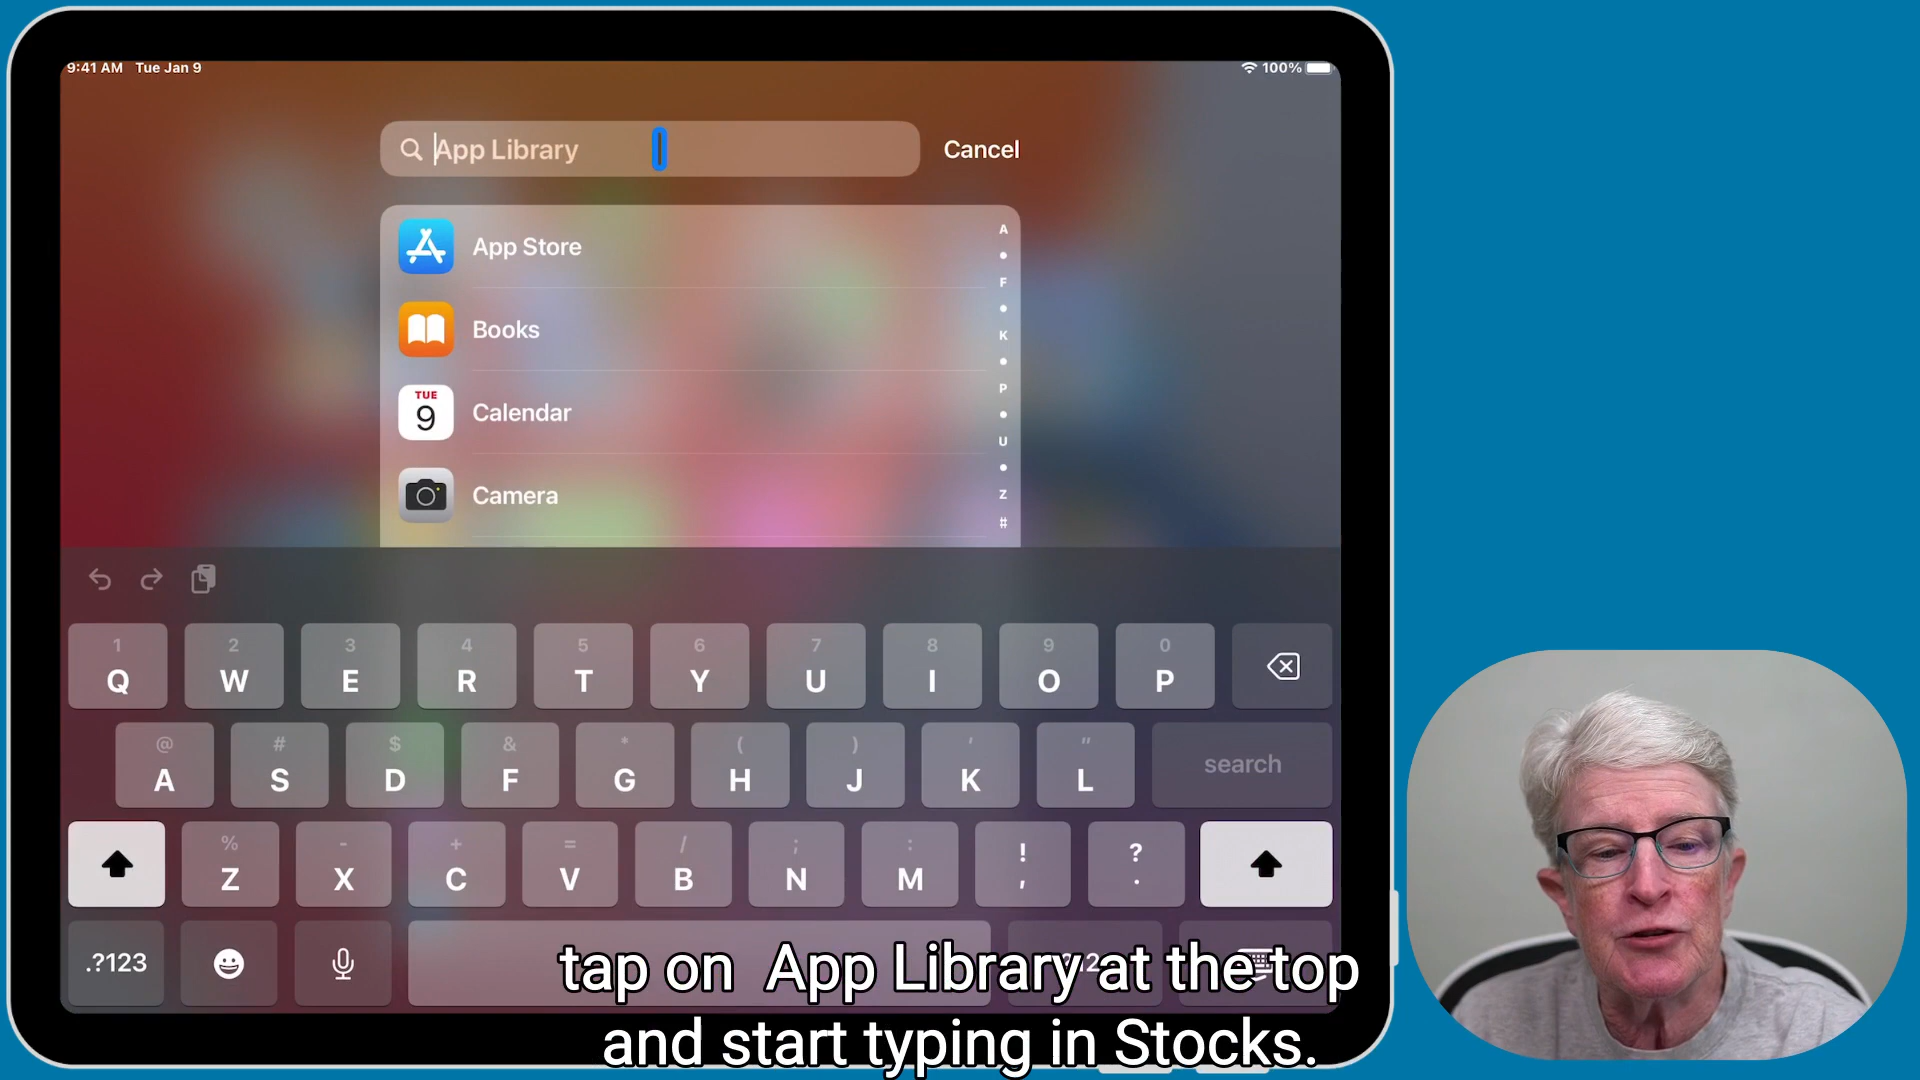 9:41 AM Tue Jan 9
100%
App Library
Cancel
App Store
Books
TUE
9
Calendar
Camera
A
F
K
P
U
Z
#
1 2 3 4 5 6 7 8 9 0
Q W E R T Y U I O P
@ # $ & * ( ) ' "
A S D F G H J K L search
% - + = / ; : ! ?
Z X C V B N M , .
.?123
tap on App Library at the top
and start typing in Stocks.